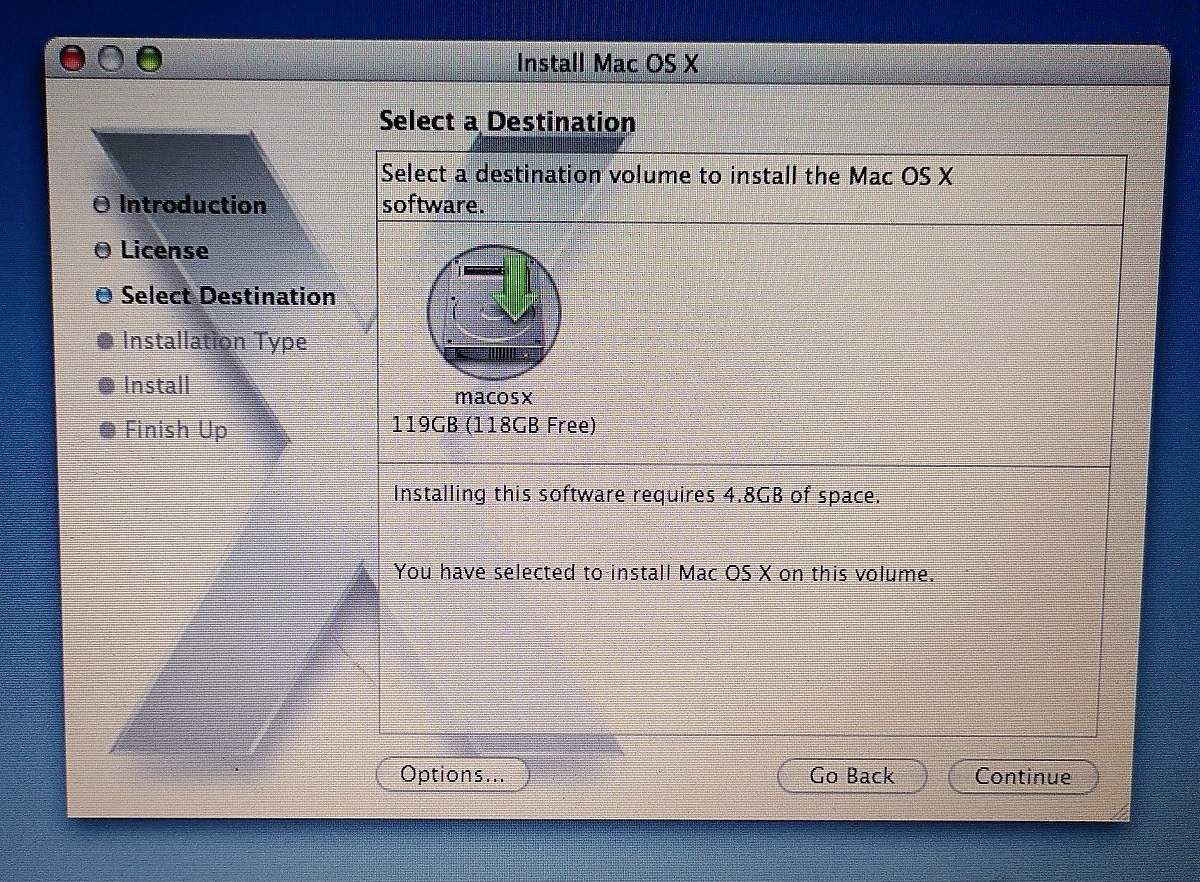 Install Mac OS X
Select a Destination
Introduction
License
Select Destination
Installation Type
Install
Finish Up
Select a destination volume to install the Mac OS X
software.
macosx
119GB (118GB Free)
Installing this software requires 4.8GB of space.
You have selected to install Mac OS X on this volume.
Options...
Go Back
Continue